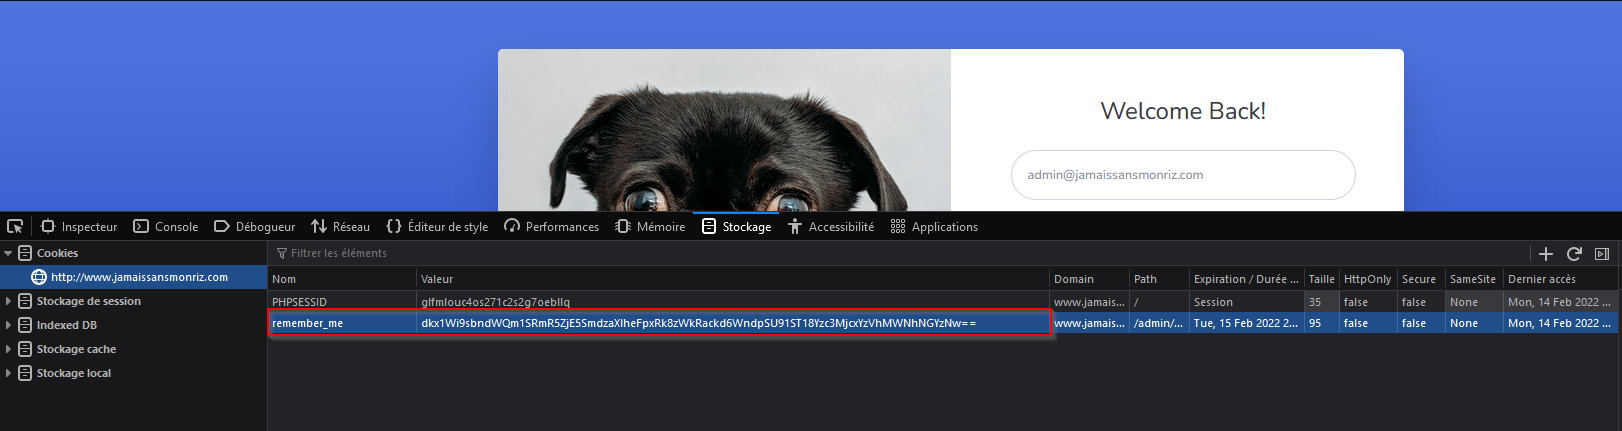 Welcome Back!
admin@jamaissansmonriz.com
Inspecteur Console Débogueur Réseau Éditeur de style Performances Mémoire Stockage Accessibilité Applications
Cookies
http://www.jamaissansmonriz.com
Stockage de session
Indexed DB
Stockage cache
Stockage local
Filtrer les éléments
Nom Valeur Domain Path Expiration / Durée ... Taille HttpOnly Secure SameSite Dernier accès
PHPSESSID glfmlouc4os271c2s2g7oebllq www.jamais... / Session 35 false false None Mon, 14 Feb 2022 ...
remember_me dkx1Wi9sbndWQm1SRmR5ZjE5SmdzaXlheFpxRk8zWkRackd6WndpSU91ST18Yzc3MjcxYzVhMWNhNGYzNw== www.jamais... /admin/... Tue, 15 Feb 2022 2... 95 false false None Mon, 14 Feb 2022 ...